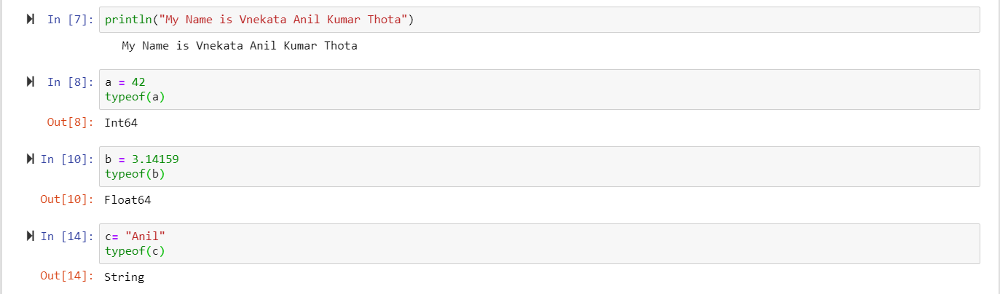 In [7]: println("My Name is Vnekata Anil Kumar Thota")
My Name is Vnekata Anil Kumar Thota
In [8]: a = 42
typeof(a)
Out[8]: Int64
In [10]: b = 3.14159
typeof(b)
Out[10]: Float64
In [14]: c= "Anil"
typeof(c)
Out[14]: String